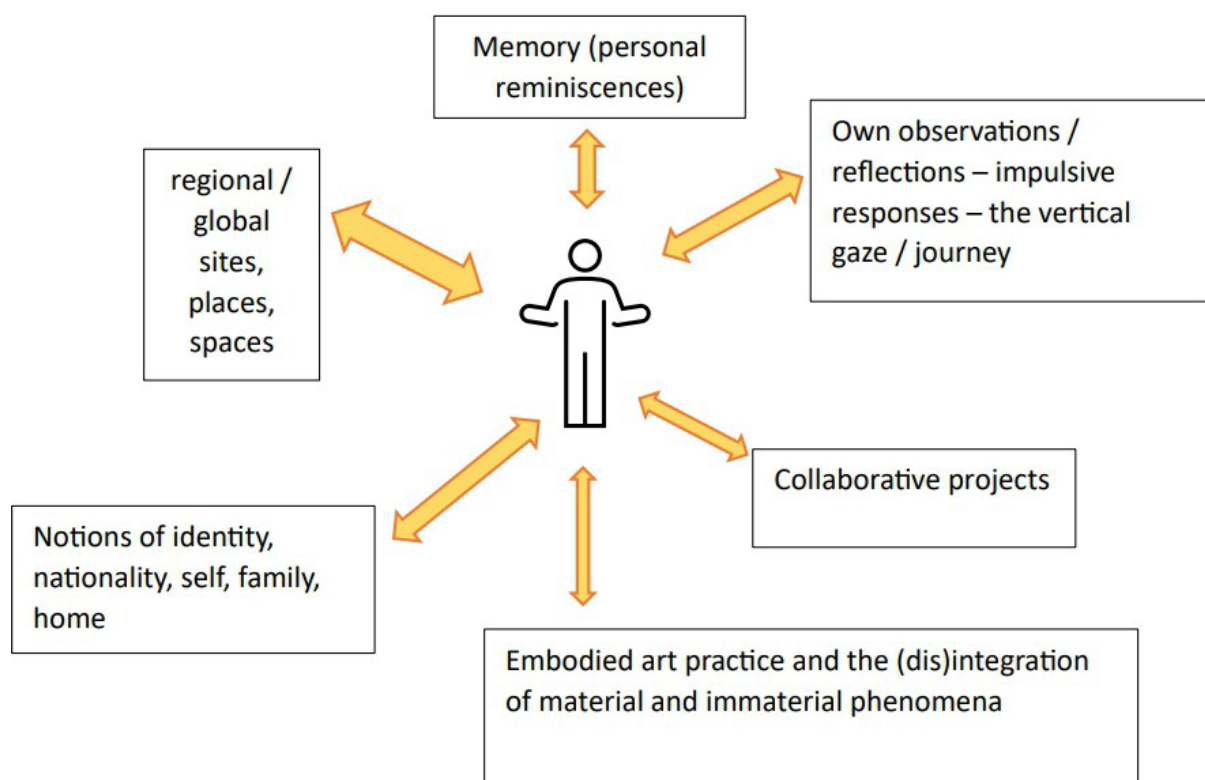 Memory (personal
reminiscences)
Own observations /
reflections – impulsive
responses – the vertical
gaze / journey
regional /
global
sites,
places,
spaces
Collaborative projects
Notions of identity,
nationality, self, family,
home
Embodied art practice and the (dis)integration
of material and immaterial phenomena